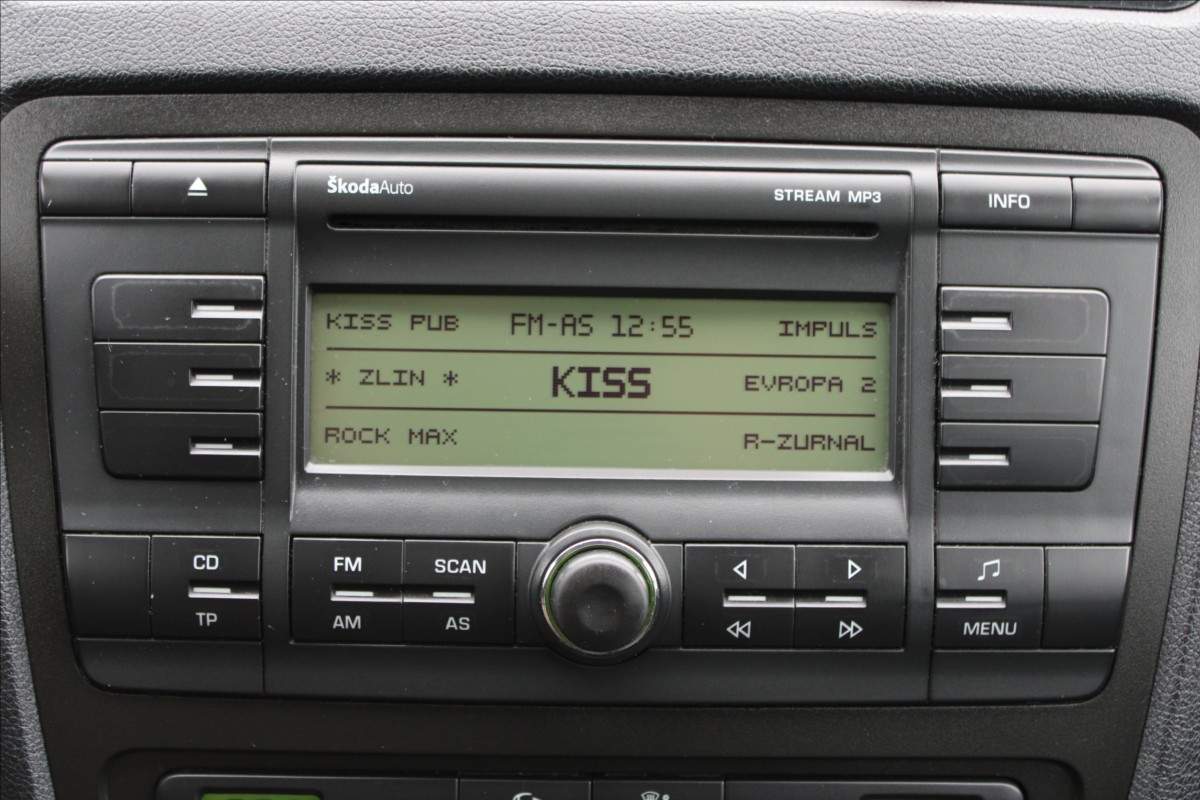 ŠkodaAuto
STREAM MP3
INFO
KISS PUB FM-AS 12:55 IMPULS
* ZLIN * KISS EVROPA 2
ROCK MAX R-ZURNAL
CD FM SCAN
TP AM AS MENU